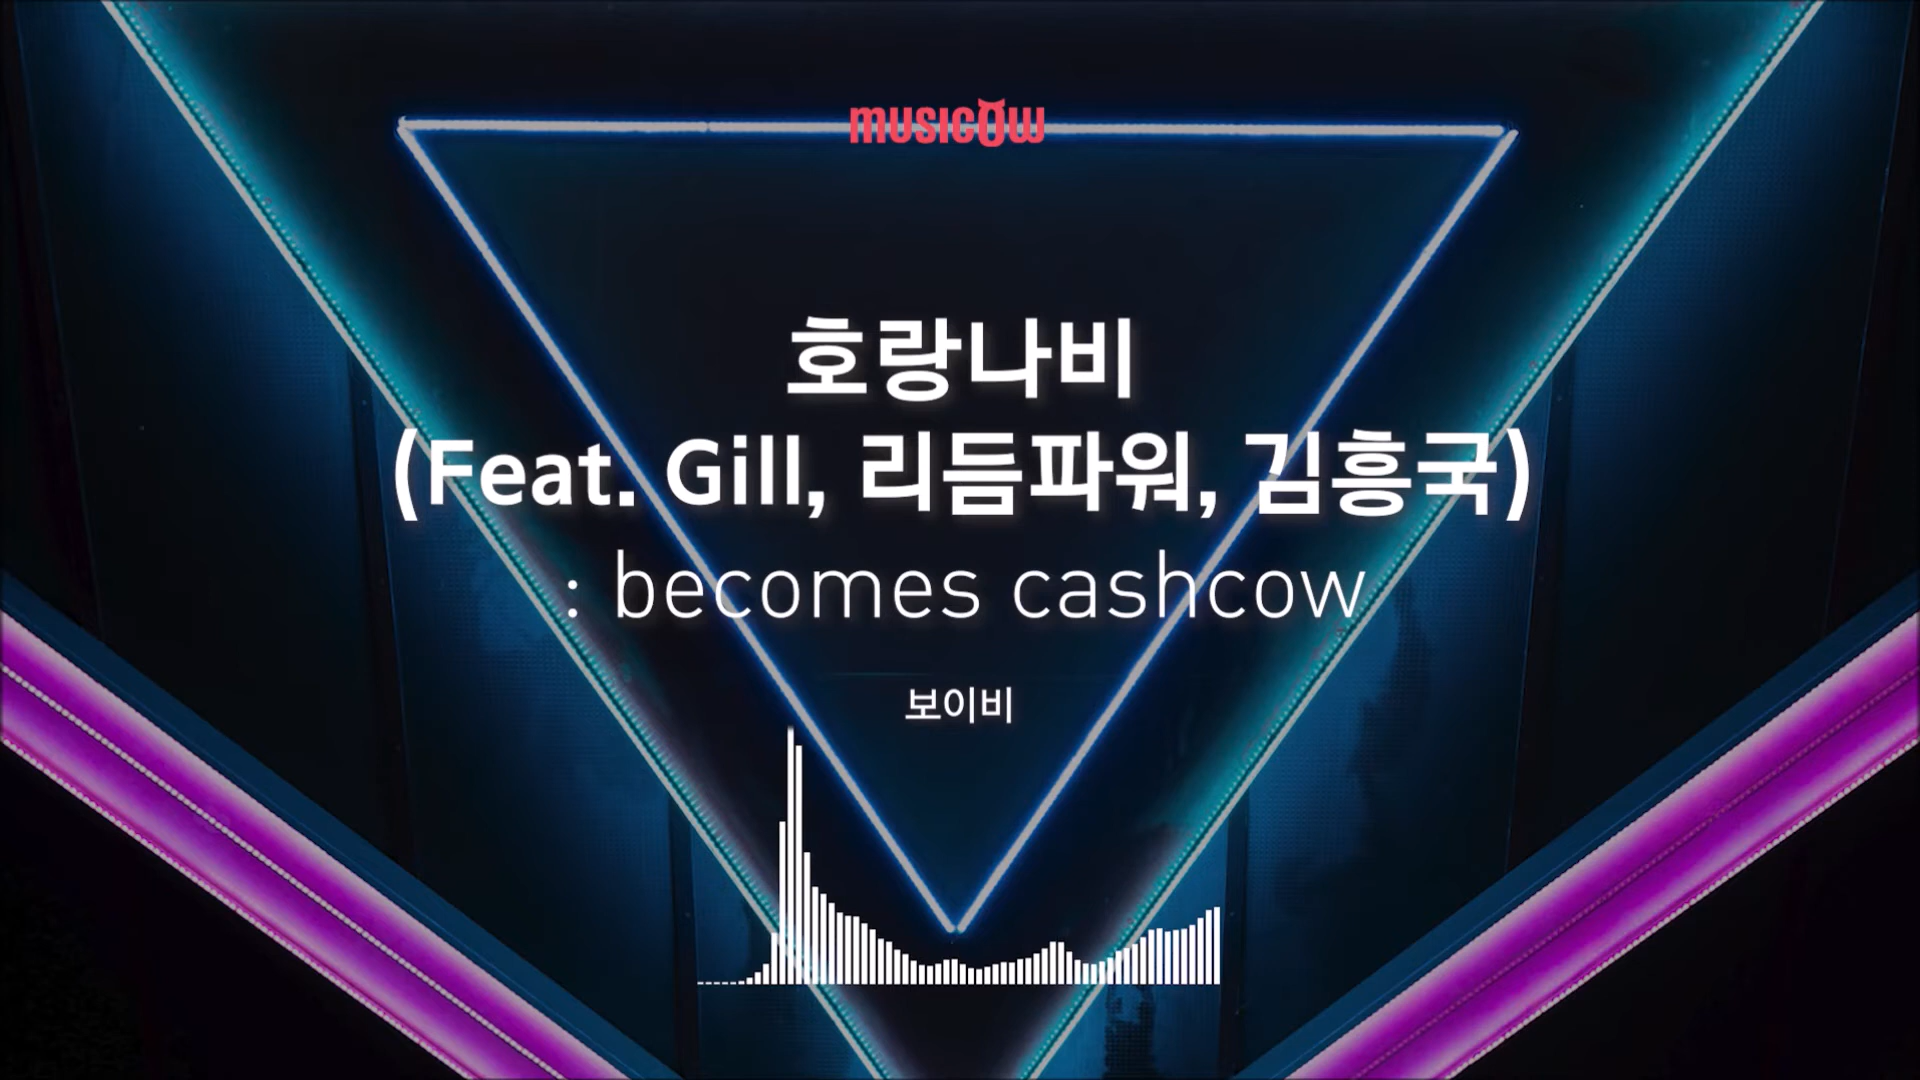 musicow
호랑나비
(Feat. Gill, 리듬파워, 김흥국)
: becomes cashcow
보이비